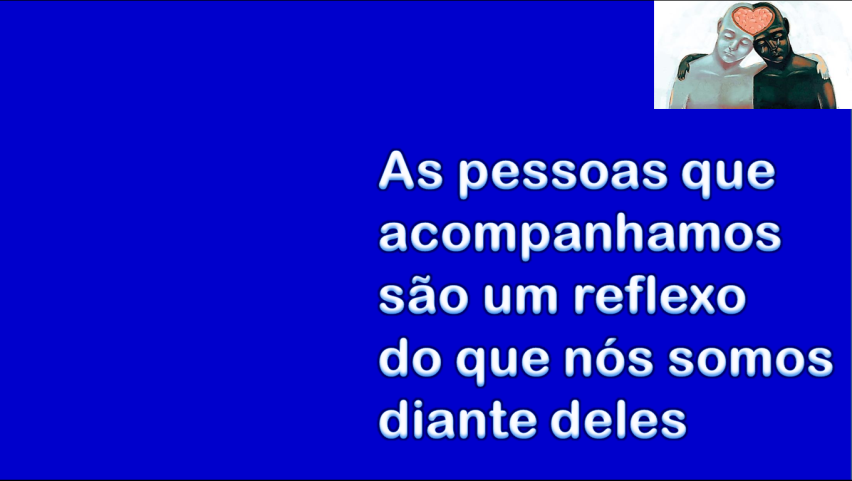 As pessoas que
acompanhamos
são um reflexo
do que nós somos
diante deles